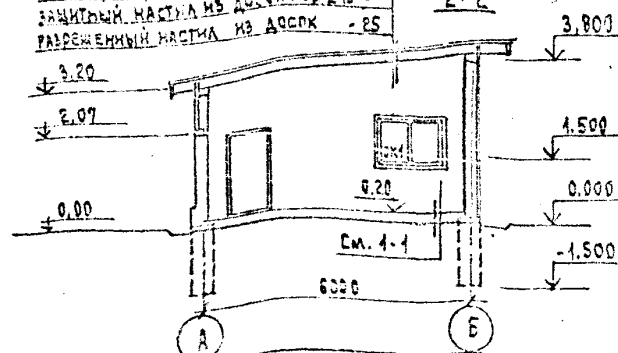 ЗАЩИТНЫЙ НАСТИЛ ИЗ
РАЗРЕЖЕННЫЙ НАСТИЛ ИЗ ДОСОК - 25
2-2
3,800
3.20
2,07
1.500
ОК1
0.20
0,00
0.000
См. 1-1
-1.500
6000
А
Б